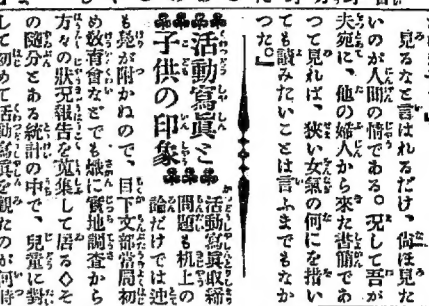 見るなと言はれるだけ、尚ほ見た
いのが人間の情である。況して吾が
夫宛に、他の婦人から來た書簡であ
つて見れば、狹い女氣の何にを措い
ても讀みたいことは言ふまでもなか
つた。』
活動寫眞と
子供の印象
活動寫眞取締
問題も机上の
論だけでは迚
も埓が附かぬので、目下文部當局初
め敎育會などでも熾に實地調査から
方々の狀況報告を蒐集して居る◇そ
の隨分とある統計の中で、兒童に對
して初めて活動寫眞を觀たのが何時